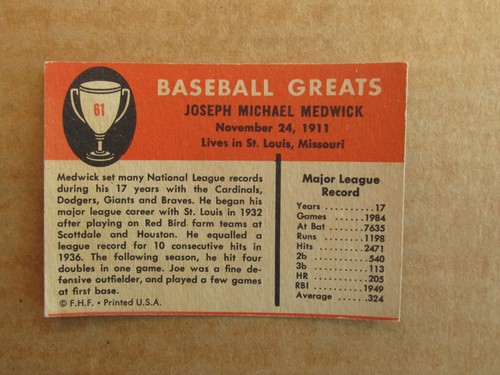 61
BASEBALL GREATS
JOSEPH MICHAEL MEDWICK
November 24, 1911
Lives in St. Louis, Missouri
Medwick set many National League records
during his 17 years with the Cardinals,
Dodgers, Giants and Braves. He began his
major league career with St. Louis in 1932
after playing on Red Bird farm teams at
Scottdale and Houston. He equalled a
league record for 10 consecutive hits in
1936. The following season, he hit four
doubles in one game. Joe was a fine de-
fensive outfielder, and played a few games
at first base.
© F.H.F. • Printed U.S.A.
Major League
Record
Years ..........17
Games ......1984
At Bat ......7635
Runs ........1198
Hits ..........2471
2b ............540
3b ............113
HR ............205
RBI ..........1949
Average .....324